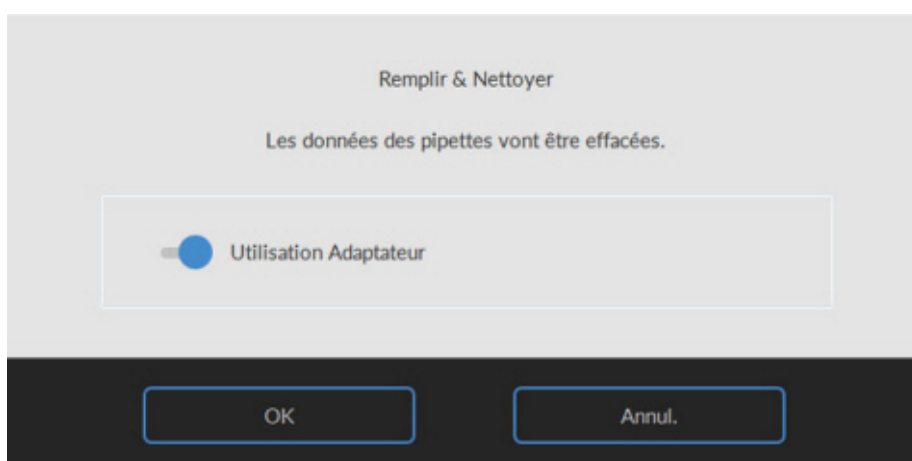 Remplir & Nettoyer
Les données des pipettes vont être effacées.
Utilisation Adaptateur
OK
Annul.